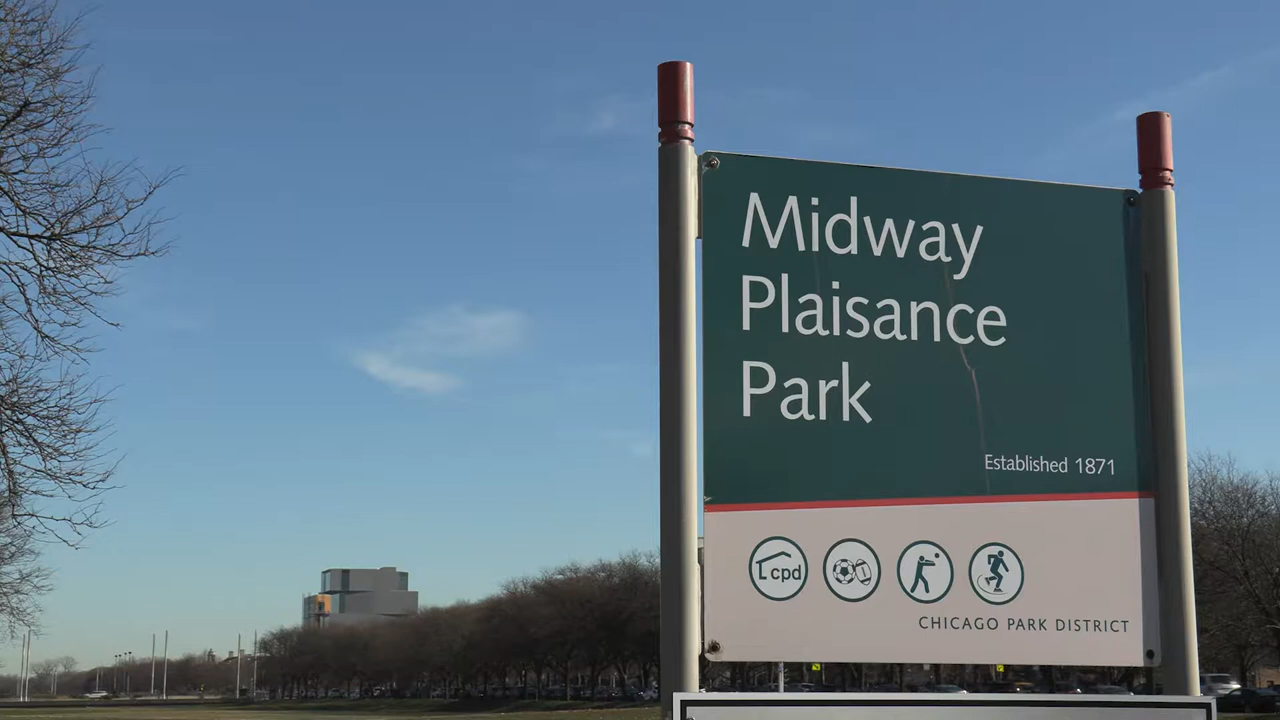 Midway
Plaisance
Park
Established 1871
cpd
CHICAGO PARK DISTRICT